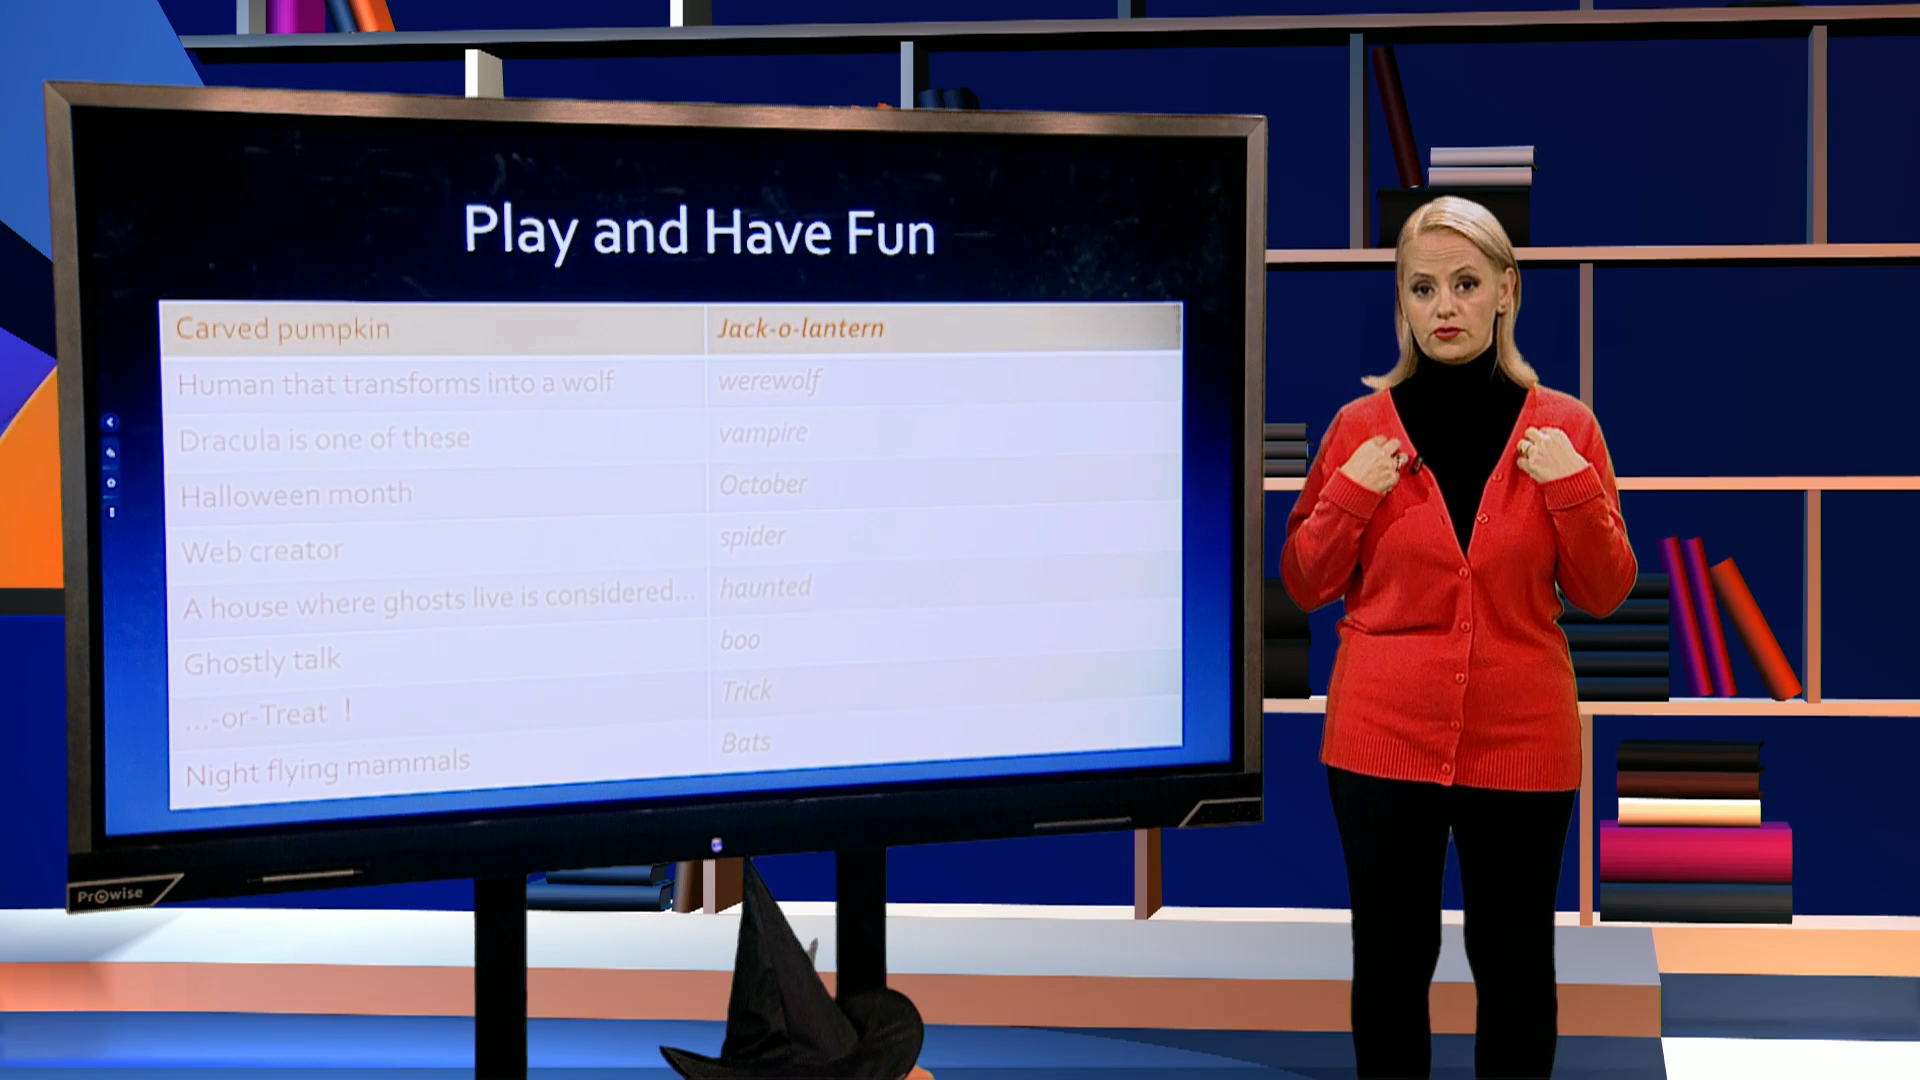 Play and Have Fun
Carved pumpkin Jack-o-lantern
Human that transforms into a wolf werewolf
Dracula is one of these vampire
Halloween month October
Web creator spider
A house where ghosts live is considered... haunted
Ghostly talk boo
...-or-Treat ! Trick
Night flying mammals Bats
Prowise